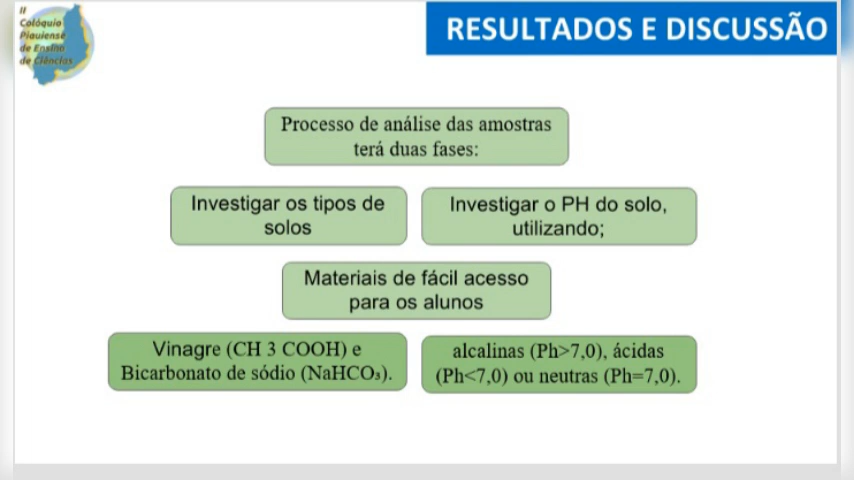 II
Colóquio
Piauiense
de Ensino
de Ciências
RESULTADOS E DISCUSSÃO
Processo de análise das amostras
terá duas fases:
Investigar os tipos de
solos
Investigar o PH do solo,
utilizando;
Materiais de fácil acesso
para os alunos
Vinagre (CH 3 COOH) e
Bicarbonato de sódio (NaHCO₃).
alcalinas (Ph>7,0), ácidas
(Ph<7,0) ou neutras (Ph=7,0).